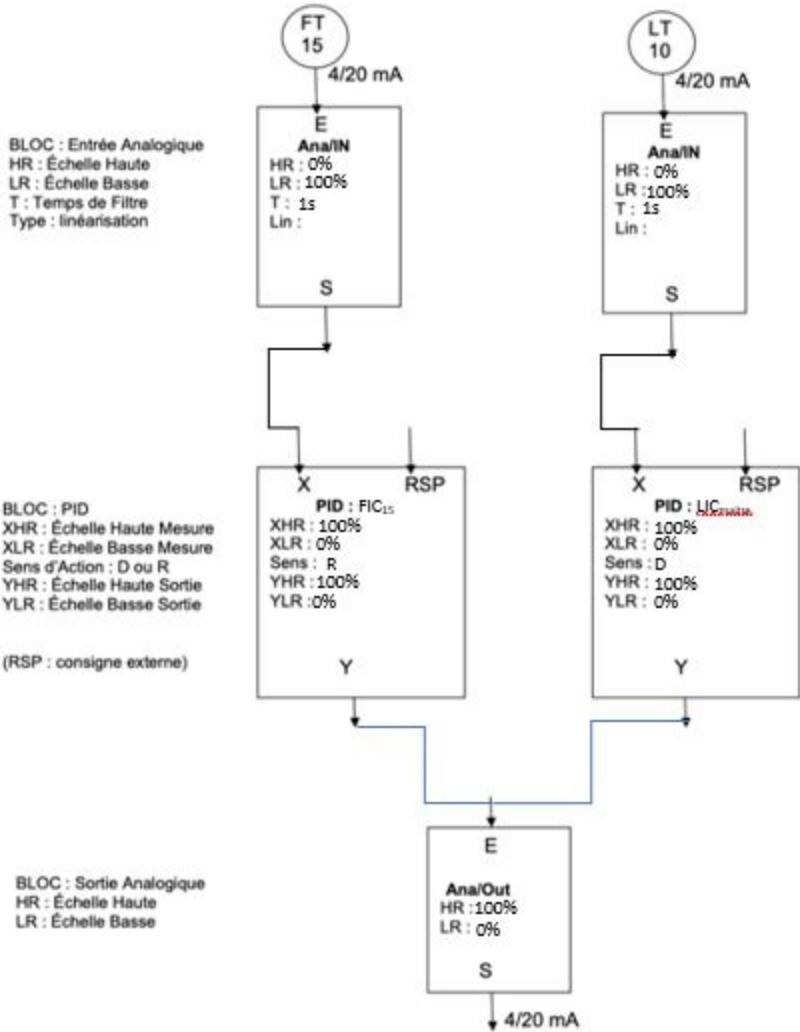 FT
15
4/20 mA
LT
10
4/20 mA
BLOC : Entrée Analogique
HR : Échelle Haute
LR : Échelle Basse
T : Temps de Filtre
Type : linéarisation
E
Ana/IN
HR : 0%
LR : 100%
T : 1s
Lin :
S
E
Ana/IN
HR : 0%
LR :100%
T : 1s
Lin :
S
BLOC : PID
XHR : Échelle Haute Mesure
XLR : Échelle Basse Mesure
Sens d'Action : D ou R
YHR : Échelle Haute Sortie
YLR : Échelle Basse Sortie
(RSP : consigne externe)
X RSP
PID : FIC15
XHR : 100%
XLR : 0%
Sens : R
YHR : 100%
YLR :0%
Y
X RSP
PID :
XHR : 100%
XLR : 0%
Sens : D
YHR : 100%
YLR : 0%
Y
BLOC : Sortie Analogique
HR : Échelle Haute
LR : Échelle Basse
E
Ana/Out
HR :100%
LR : 0%
S
4/20 mA